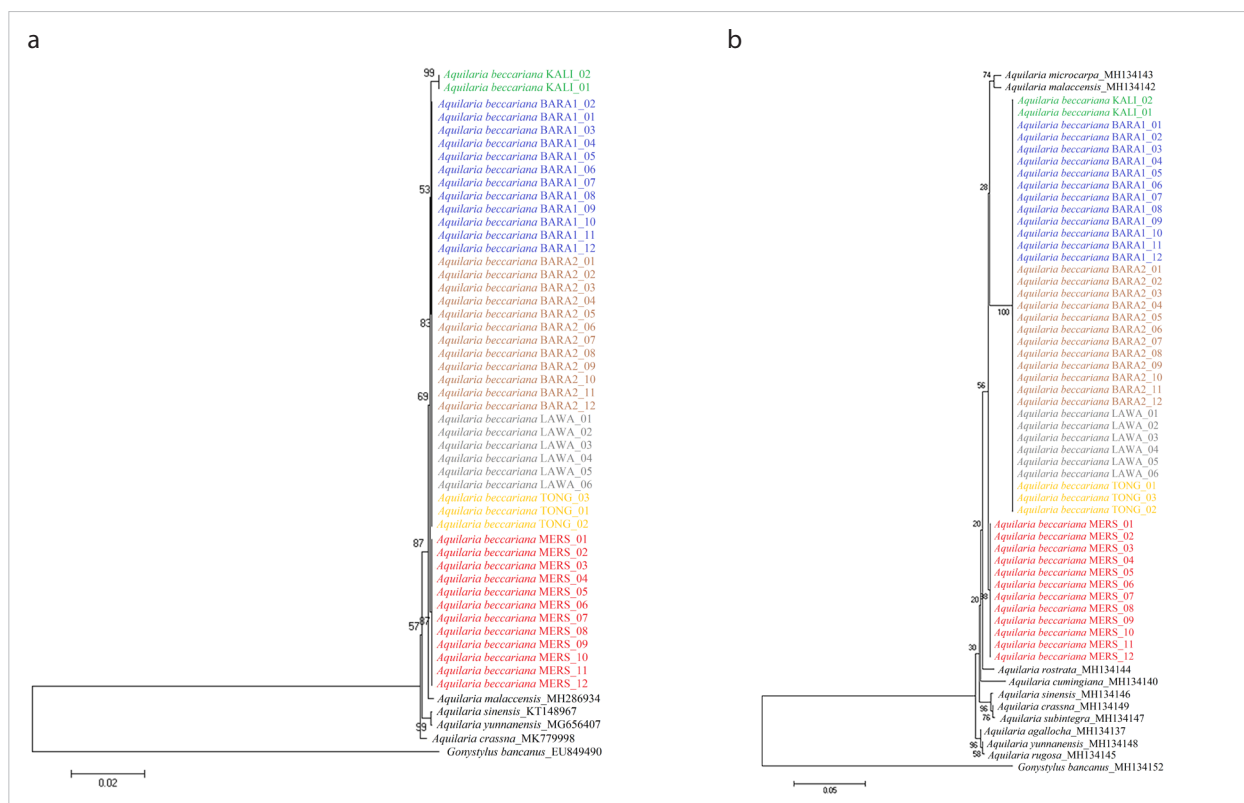 a
99
Aquilaria beccariana KALI_02
Aquilaria beccariana KALI_01
Aquilaria beccariana BARA1_02
Aquilaria beccariana BARA1_01
Aquilaria beccariana BARA1_03
Aquilaria beccariana BARA1_04
Aquilaria beccariana BARA1_05
Aquilaria beccariana BARA1_06
Aquilaria beccariana BARA1_07
53
Aquilaria beccariana BARA1_08
Aquilaria beccariana BARA1_09
Aquilaria beccariana BARA1_10
Aquilaria beccariana BARA1_11
Aquilaria beccariana BARA1_12
Aquilaria beccariana BARA2_01
Aquilaria beccariana BARA2_02
Aquilaria beccariana BARA2_03
Aquilaria beccariana BARA2_04
Aquilaria beccariana BARA2_05
83
Aquilaria beccariana BARA2_06
Aquilaria beccariana BARA2_07
Aquilaria beccariana BARA2_08
Aquilaria beccariana BARA2_09
Aquilaria beccariana BARA2_10
69
Aquilaria beccariana BARA2_11
Aquilaria beccariana BARA2_12
Aquilaria beccariana LAWA_01
Aquilaria beccariana LAWA_02
Aquilaria beccariana LAWA_03
Aquilaria beccariana LAWA_04
Aquilaria beccariana LAWA_05
Aquilaria beccariana LAWA_06
Aquilaria beccariana TONG_03
Aquilaria beccariana TONG_01
Aquilaria beccariana TONG_02
87
Aquilaria beccariana MERS_01
Aquilaria beccariana MERS_02
Aquilaria beccariana MERS_03
Aquilaria beccariana MERS_04
Aquilaria beccariana MERS_05
Aquilaria beccariana MERS_06
57
87
Aquilaria beccariana MERS_07
Aquilaria beccariana MERS_08
Aquilaria beccariana MERS_09
Aquilaria beccariana MERS_10
Aquilaria beccariana MERS_11
Aquilaria beccariana MERS_12
Aquilaria malaccensis_MH286934
Aquilaria sinensis_KT148967
99
Aquilaria yunnanensis_MG656407
Aquilaria crassna_MK779998
Gonystylus bancanus_EU849490
0.02
b
74
Aquilaria microcarpa_MH134143
Aquilaria malaccensis_MH134142
Aquilaria beccariana KALI_02
Aquilaria beccariana KALI_01
Aquilaria beccariana BARA1_01
Aquilaria beccariana BARA1_02
Aquilaria beccariana BARA1_03
Aquilaria beccariana BARA1_04
Aquilaria beccariana BARA1_05
28
Aquilaria beccariana BARA1_06
Aquilaria beccariana BARA1_07
Aquilaria beccariana BARA1_08
Aquilaria beccariana BARA1_09
Aquilaria beccariana BARA1_10
Aquilaria beccariana BARA1_11
Aquilaria beccariana BARA1_12
Aquilaria beccariana BARA2_01
Aquilaria beccariana BARA2_02
Aquilaria beccariana BARA2_03
Aquilaria beccariana BARA2_04
100
Aquilaria beccariana BARA2_05
Aquilaria beccariana BARA2_06
Aquilaria beccariana BARA2_07
Aquilaria beccariana BARA2_08
Aquilaria beccariana BARA2_09
Aquilaria beccariana BARA2_10
56
Aquilaria beccariana BARA2_11
Aquilaria beccariana BARA2_12
Aquilaria beccariana LAWA_01
Aquilaria beccariana LAWA_02
Aquilaria beccariana LAWA_03
Aquilaria beccariana LAWA_04
Aquilaria beccariana LAWA_05
Aquilaria beccariana LAWA_06
Aquilaria beccariana TONG_01
Aquilaria beccariana TONG_03
Aquilaria beccariana TONG_02
20
Aquilaria beccariana MERS_01
Aquilaria beccariana MERS_02
Aquilaria beccariana MERS_03
Aquilaria beccariana MERS_04
Aquilaria beccariana MERS_05
Aquilaria beccariana MERS_06
20
98
Aquilaria beccariana MERS_07
Aquilaria beccariana MERS_08
Aquilaria beccariana MERS_09
Aquilaria beccariana MERS_10
30
Aquilaria beccariana MERS_11
Aquilaria beccariana MERS_12
Aquilaria rostrata_MH134144
Aquilaria cumingiana_MH134140
Aquilaria sinensis_MH134146
96
Aquilaria crassna_MH134149
76
Aquilaria subintegra_MH134147
Aquilaria agallocha_MH134137
96
Aquilaria yunnanensis_MH134148
58
Aquilaria rugosa_MH134145
Gonystylus bancanus_MH134152
0.05